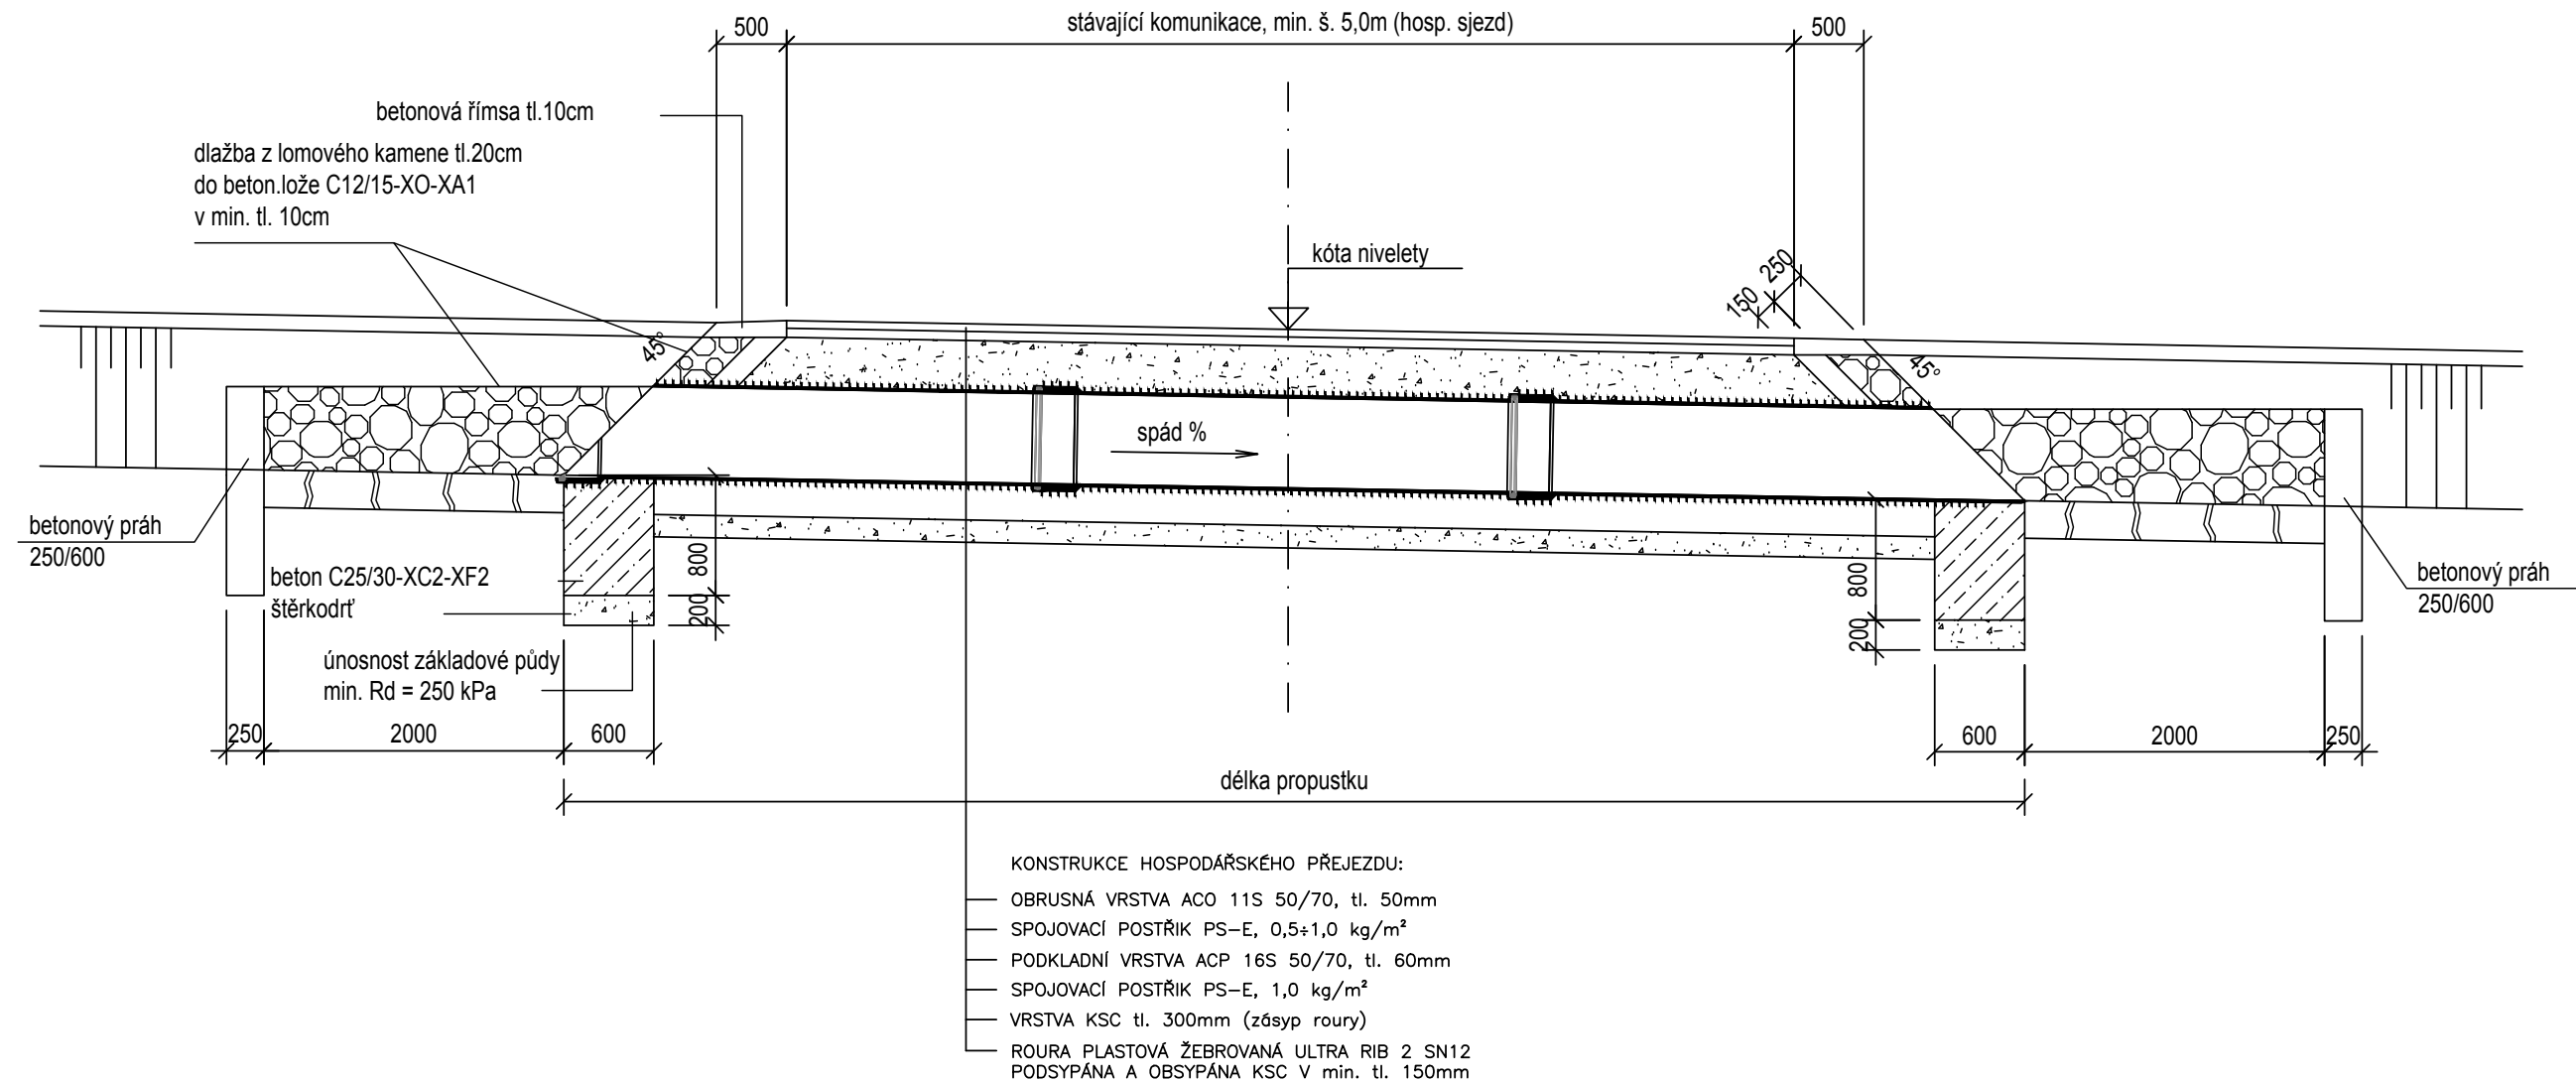 500
stávající komunikace, min. š. 5,0m (hosp. sjezd)
500
betonová římsa tl.10cm
dlažba z lomového kamene tl.20cm
do beton.lože C12/15-XO-XA1
v min. tl. 10cm
kóta nivelety
250
150
45°
45°
spád %
betonový práh
250/600
beton C25/30-XC2-XF2
štěrkodrť
800
200
800
200
betonový práh
250/600
únosnost základové půdy
min. Rd = 250 kPa
250
2000
600
600
2000
250
délka propustku
KONSTRUKCE HOSPODÁŘSKÉHO PŘEJEZDU:
OBRUSNÁ VRSTVA ACO 11S 50/70, tl. 50mm
SPOJOVACÍ POSTŘIK PS-E, 0,5÷1,0 kg/m²
PODKLADNÍ VRSTVA ACP 16S 50/70, tl. 60mm
SPOJOVACÍ POSTŘIK PS-E, 1,0 kg/m²
VRSTVA KSC tl. 300mm (zásyp roury)
ROURA PLASTOVÁ ŽEBROVANÁ ULTRA RIB 2 SN12
PODSYPÁNA A OBSYPÁNA KSC V min. tl. 150mm